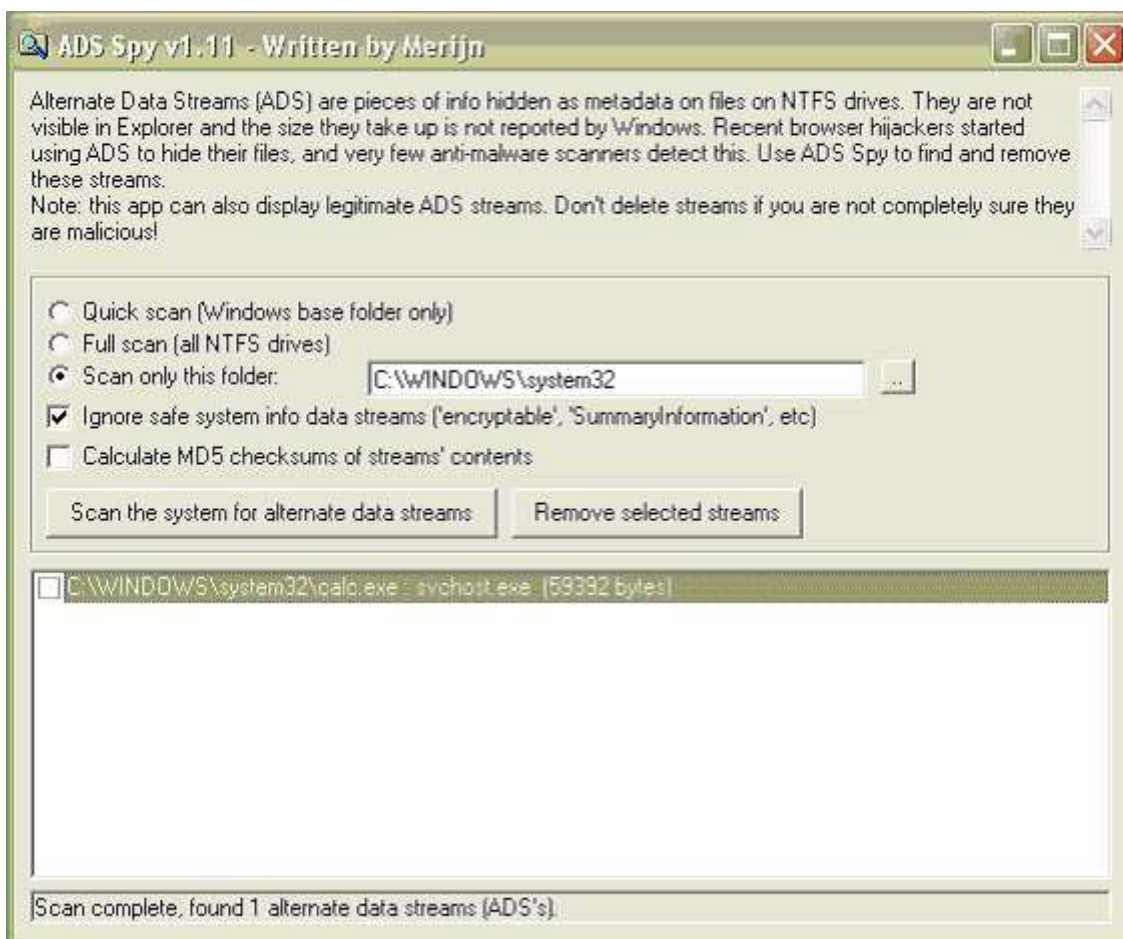 ADS Spy v1.11 - Written by Merijn
Alternate Data Streams (ADS) are pieces of info hidden as metadata on files on NTFS drives. They are not
visible in Explorer and the size they take up is not reported by Windows. Recent browser hijackers started
using ADS to hide their files, and very few anti-malware scanners detect this. Use ADS Spy to find and remove
these streams.
Note: this app can also display legitimate ADS streams. Don't delete streams if you are not completely sure they
are malicious!
Quick scan (Windows base folder only)
Full scan (all NTFS drives)
Scan only this folder:
C:\WINDOWS\system32
..
Ignore safe system info data streams ('encryptable', 'SummaryInformation', etc)
Calculate MD5 checksums of streams' contents
Scan the system for alternate data streams
Remove selected streams
C:\WINDOWS\system32\calc.exe : svchost.exe (59392 bytes)
Scan complete, found 1 alternate data streams (ADS's).